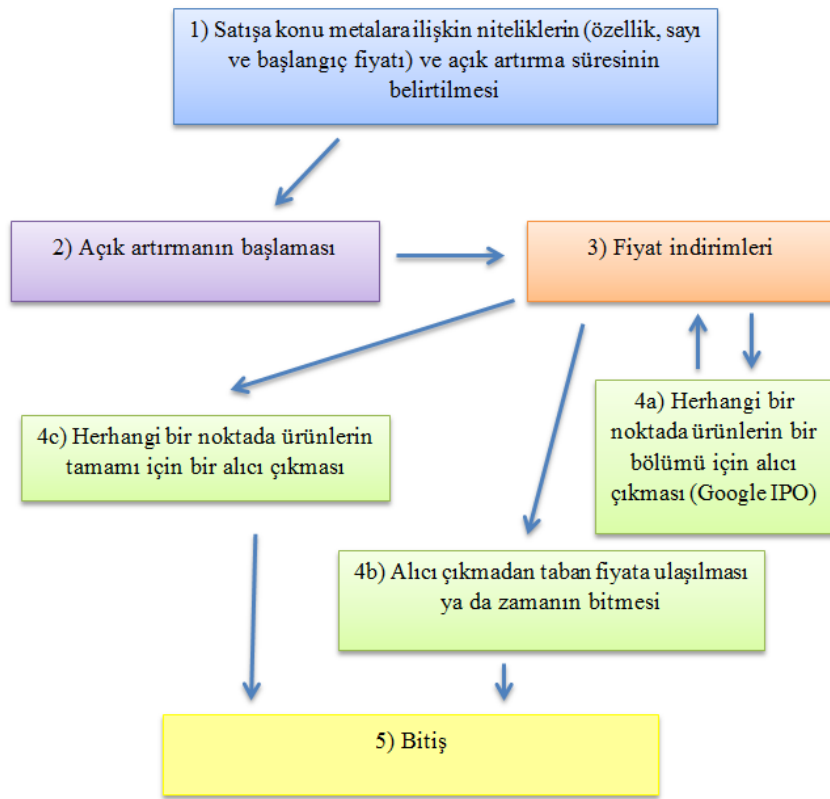 1) Satışa konu metalara ilişkin niteliklerin (özellik, sayı
ve başlangıç fiyatı) ve açık artırma süresinin
belirtilmesi
2) Açık artırmanın başlaması
3) Fiyat indirimleri
4c) Herhangi bir noktada ürünlerin
tamamı için bir alıcı çıkması
4a) Herhangi bir
noktada ürünlerin bir
bölümü için alıcı
çıkması (Google IPO)
4b) Alıcı çıkmadan taban fiyata ulaşılması
ya da zamanın bitmesi
5) Bitiş